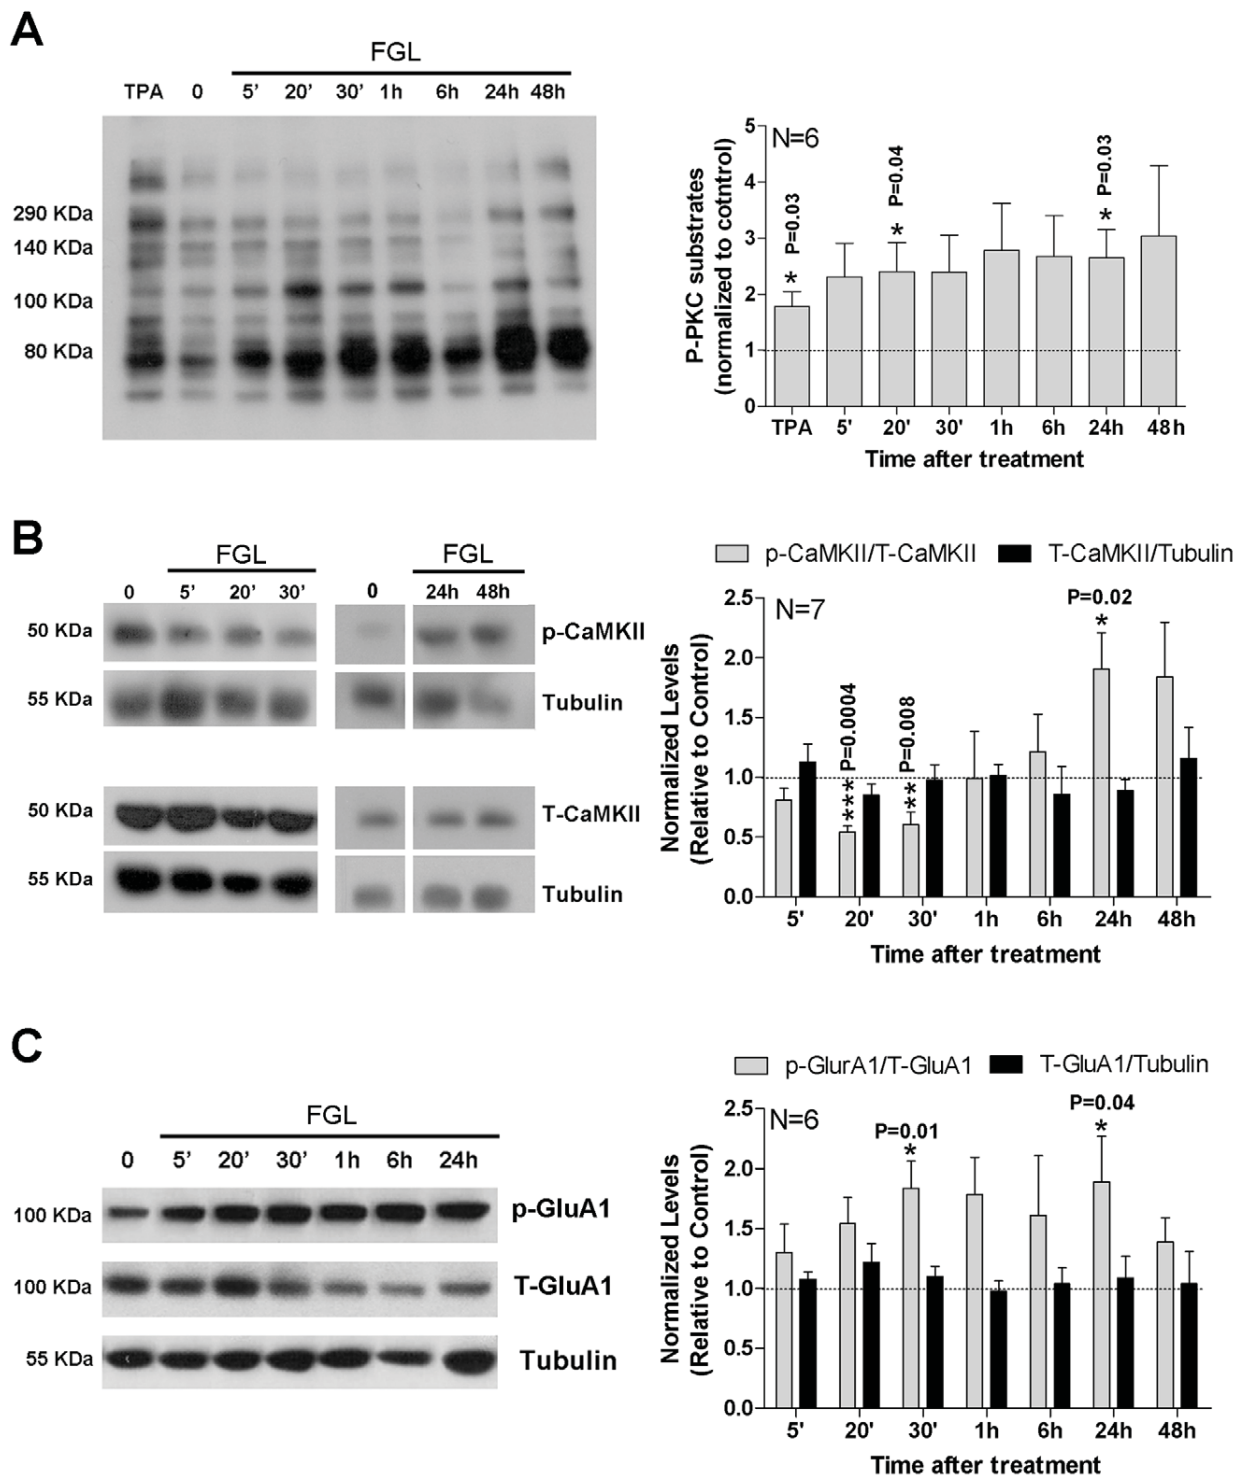 A
FGL
TPA 0 5’ 20’ 30’ 1h 6h 24h 48h
290 KDa
140 KDa
100 KDa
80 KDa
P-PKC substrates
(normalized to cotntrol)
5
4
3
2
1
0
N=6
* P=0.03
* P=0.04
* P=0.03
TPA 5' 20' 30' 1h 6h 24h 48h
Time after treatment
B
FGL FGL
0 5’ 20’ 30’ 0 24h 48h
50 KDa p-CaMKII
55 KDa Tubulin
50 KDa T-CaMKII
55 KDa Tubulin
p-CaMKII/T-CaMKII T-CaMKII/Tubulin
Normalized Levels
(Relative to Control)
2.5
2.0
1.5
1.0
0.5
0.0
N=7
*** P=0.0004
** P=0.008
P=0.02
*
5' 20' 30' 1h 6h 24h 48h
Time after treatment
C
FGL
0 5’ 20’ 30’ 1h 6h 24h
100 KDa p-GluA1
100 KDa T-GluA1
55 KDa Tubulin
p-GlurA1/T-GluA1 T-GluA1/Tubulin
Normalized Levels
(Relative to Control)
2.5
2.0
1.5
1.0
0.5
0.0
N=6
P=0.01
*
P=0.04
*
5' 20' 30' 1h 6h 24h 48h
Time after treatment